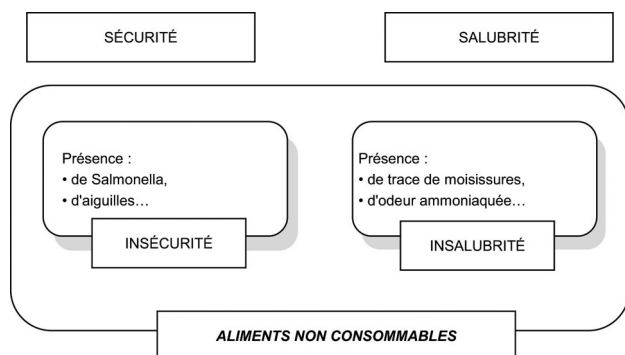 SÉCURITÉ
SALUBRITÉ
Présence :
• de Salmonella,
• d'aiguilles…
INSÉCURITÉ
Présence :
• de trace de moisissures,
• d'odeur ammoniaquée…
INSALUBRITÉ
ALIMENTS NON CONSOMMABLES